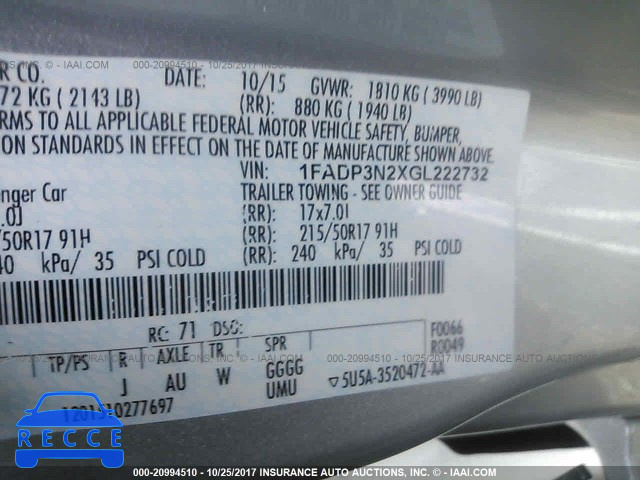 000-20994510 - 10/25/2017 INSURANCE AUTO AUCTIONS, INC. - © IAAI.COM
R CO.
DATE: 10/15 GVWR: 1810 KG ( 3990 LB)
72 KG ( 2143 LB) (RR): 880 KG ( 1940 LB)
RMS TO ALL APPLICABLE FEDERAL MOTOR VEHICLE SAFETY, BUMPER,
ON STANDARDS IN EFFECT ON THE DATE OF MANUFACTURE SHOWN ABOVE.
VIN: 1FADP3N2XGL222732
enger Car TRAILER TOWING - SEE OWNER GUIDE
.0J (RR): 17x7.0J
50R17 91H (RR): 215/50R17 91H
40 kPa/ 35 PSI COLD (RR): 240 kPa/ 35 PSI COLD
RC: 71 DSO:
F0066
R0049
TP/PS R AXLE TR SPR
J AU W GGGG
UMU
5U5A-3520472-AA
1201510277697
000-20994510 - 10/25/2017 INSURANCE AUTO AUCTIONS, INC. - © IAAI.COM